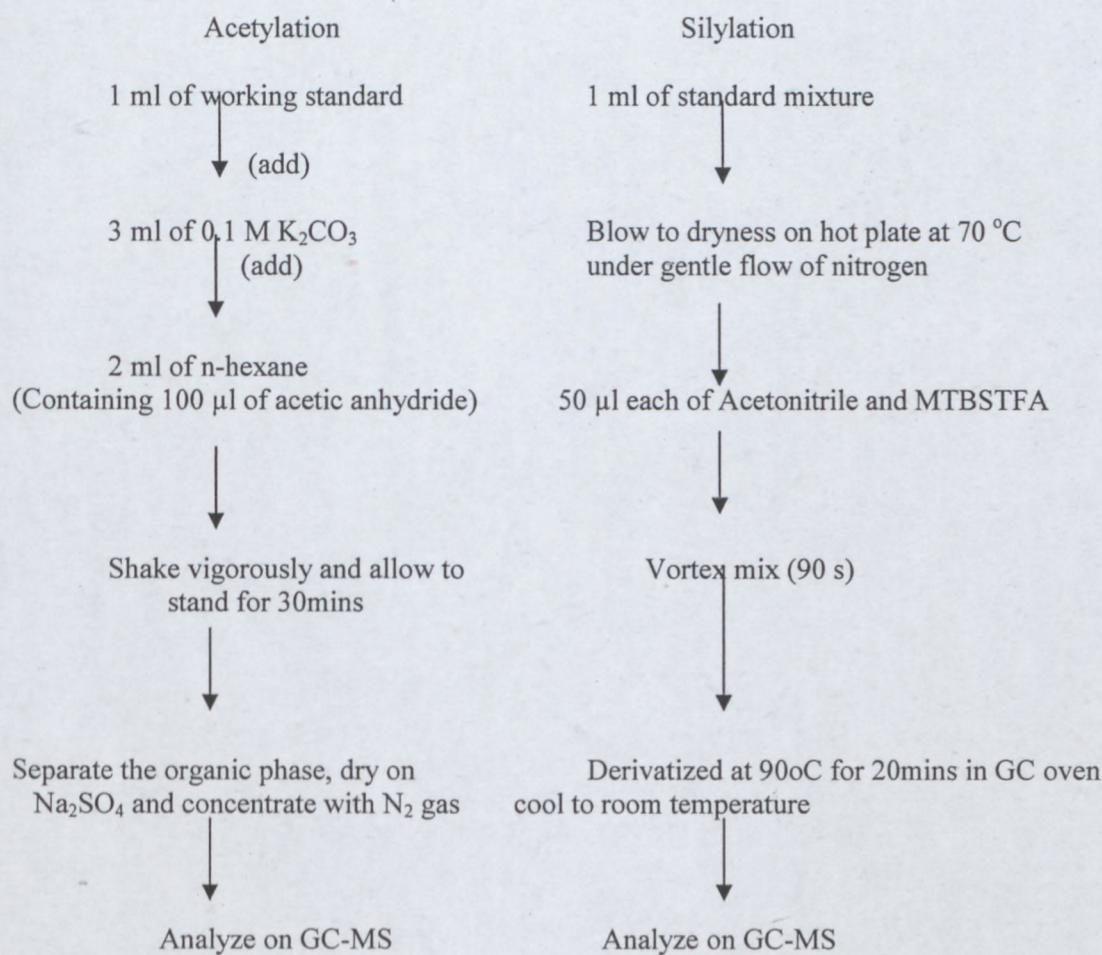 Acetylation
1 ml of working standard
(add)
3 ml of 0.1 M K₂CO₃
(add)
2 ml of n-hexane
(Containing 100 µl of acetic anhydride)
Shake vigorously and allow to
stand for 30mins
Separate the organic phase, dry on
Na₂SO₄ and concentrate with N₂ gas
Analyze on GC-MS
Silylation
1 ml of standard mixture
Blow to dryness on hot plate at 70 °C
under gentle flow of nitrogen
50 µl each of Acetonitrile and MTBSTFA
Vortex mix (90 s)
Derivatized at 90oC for 20mins in GC oven
cool to room temperature
Analyze on GC-MS